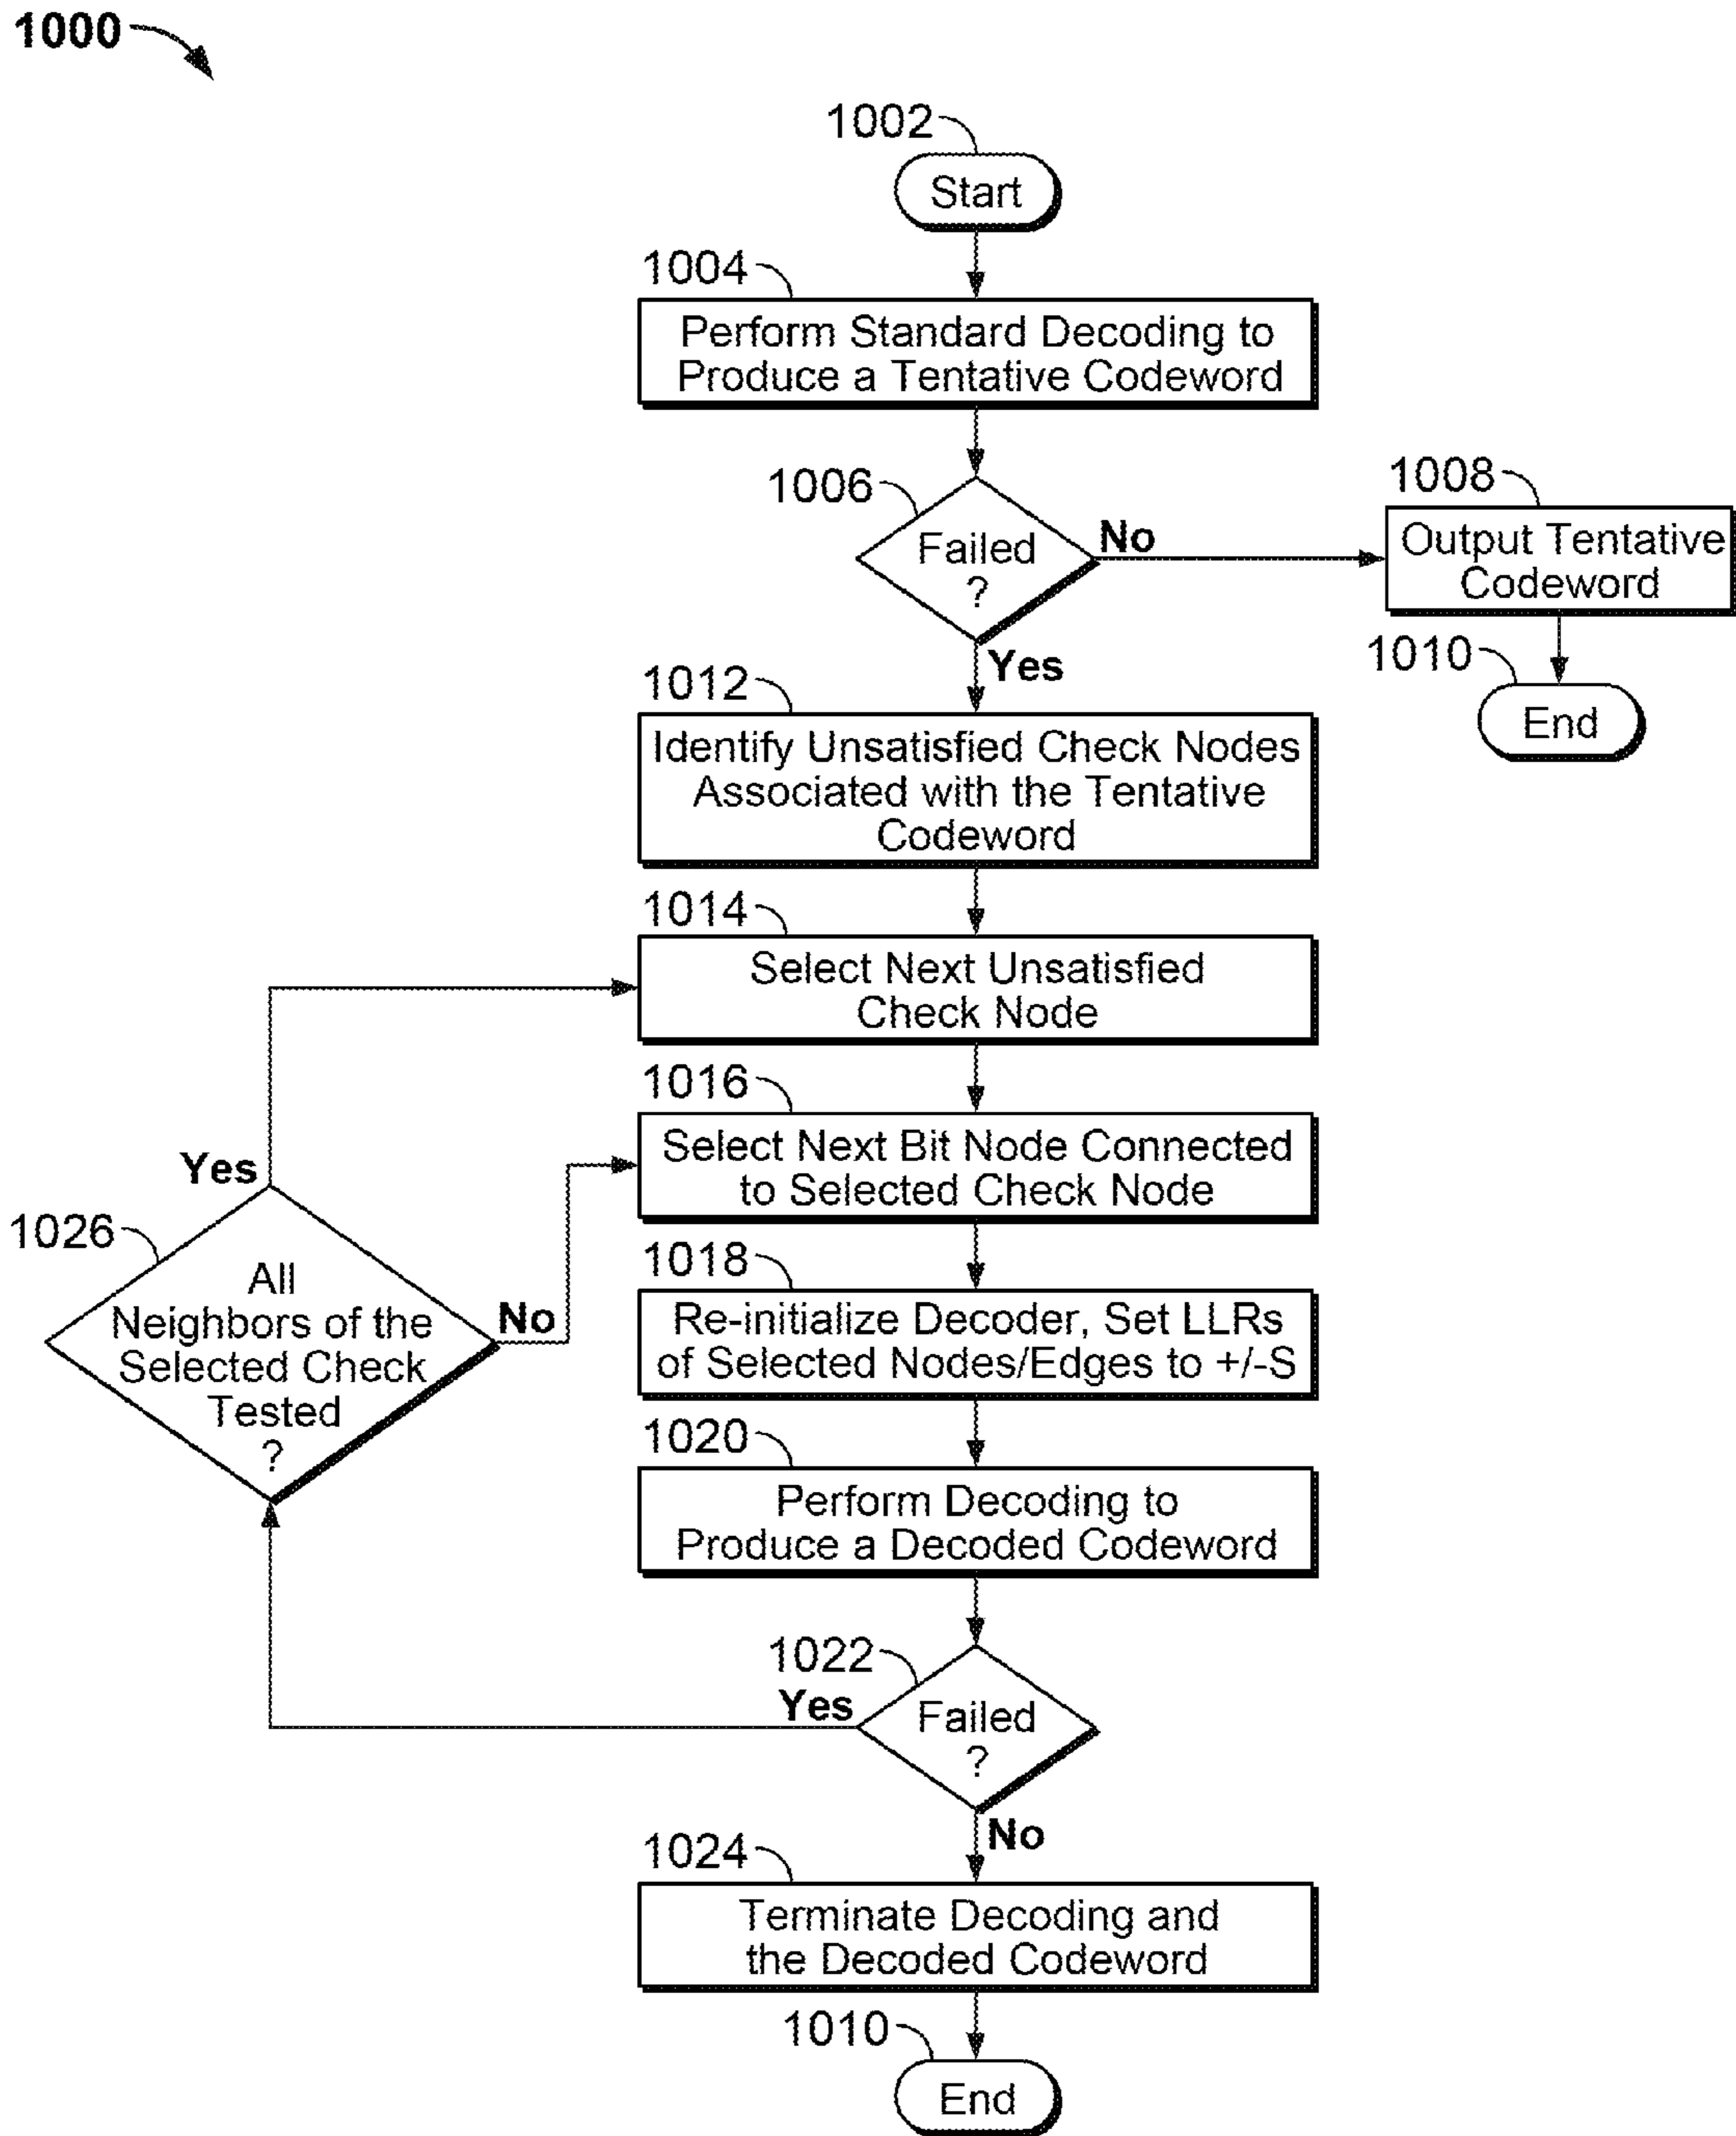 1000
1002
Start
1004
Perform Standard Decoding to
Produce a Tentative Codeword
1006
Failed
?
No
1008
Output Tentative
Codeword
1010
End
Yes
1012
Identify Unsatisfied Check Nodes
Associated with the Tentative
Codeword
1014
Select Next Unsatisfied
Check Node
1016
Select Next Bit Node Connected
to Selected Check Node
Yes
1026
All
Neighbors of the
Selected Check
Tested
?
No
1018
Re-initialize Decoder, Set LLRs
of Selected Nodes/Edges to +/-S
1020
Perform Decoding to
Produce a Decoded Codeword
1022
Yes
Failed
?
No
1024
Terminate Decoding and
the Decoded Codeword
1010
End